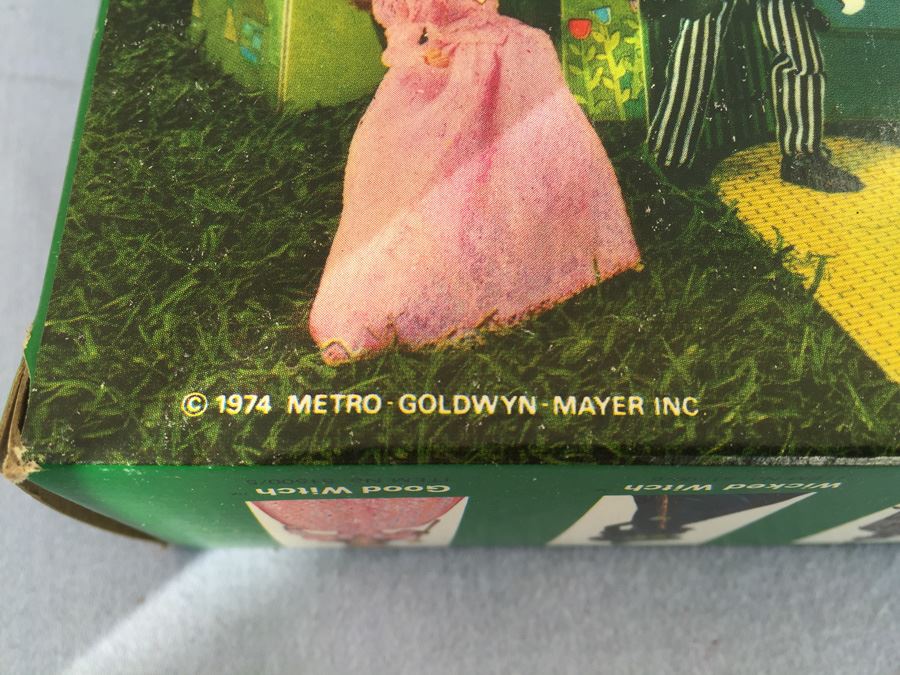 © 1974 METRO-GOLDWYN-MAYER INC
Good Witch
Wicked Witch